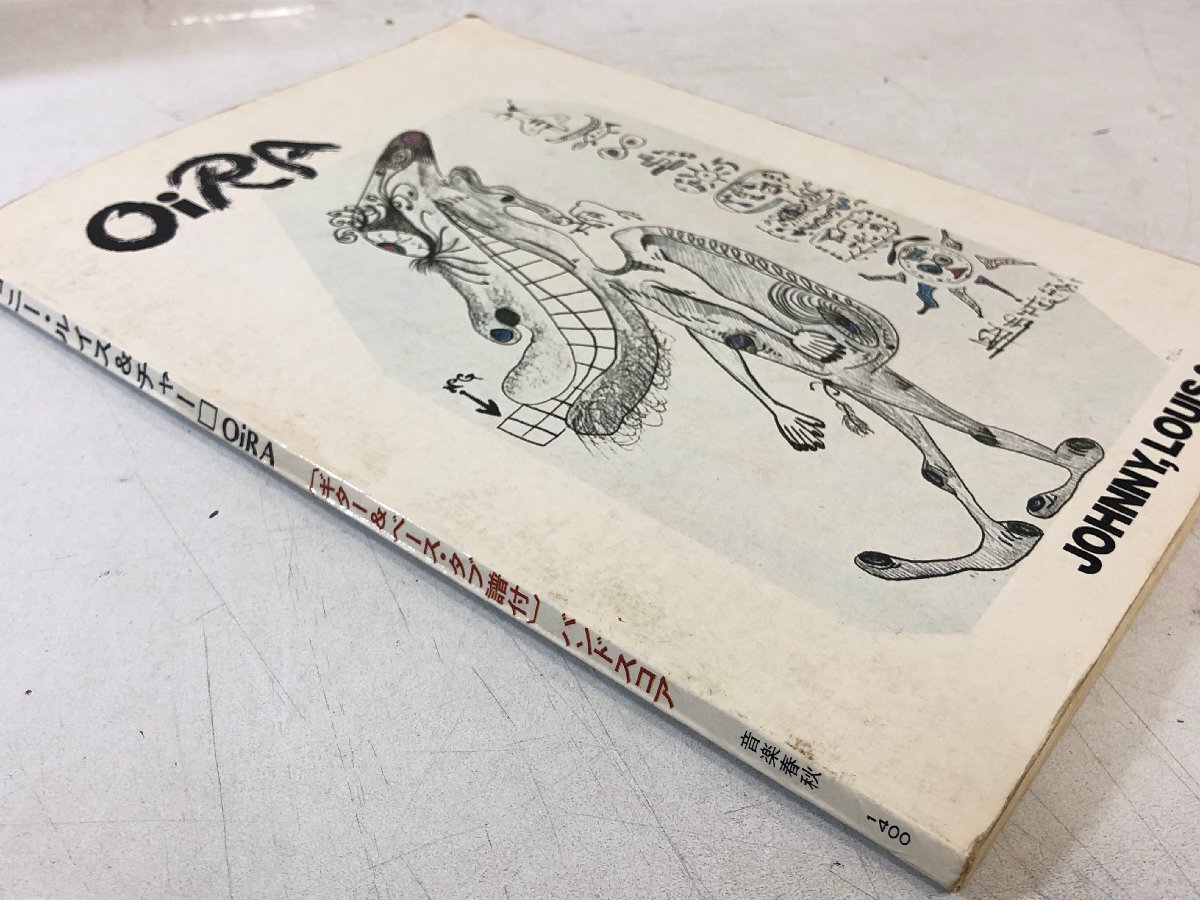 OiRA
JOHNNY, LOUIS
ニー・ルイス&チャー□OiRA
〔ギター&ベース・タブ譜付〕バンドスコア
音楽春秋
1400